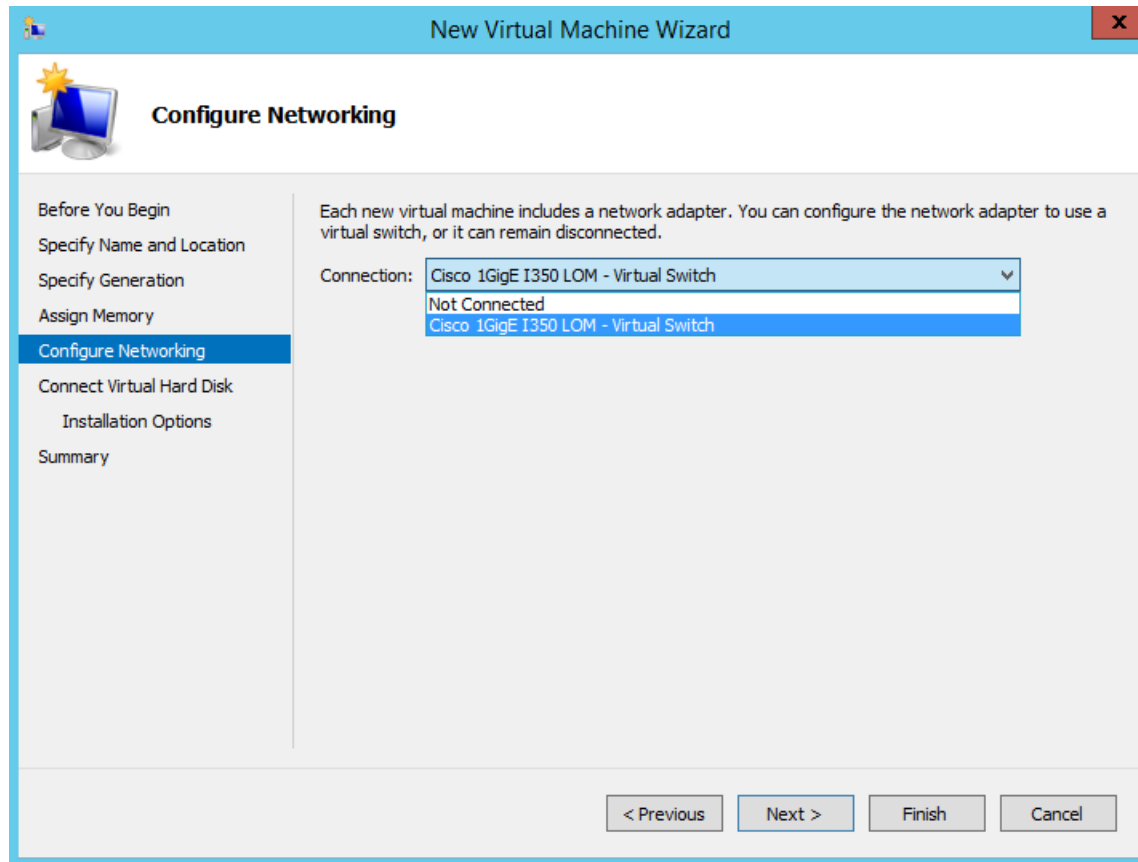 New Virtual Machine Wizard
x
Configure Networking
Before You Begin
Specify Name and Location
Specify Generation
Assign Memory
Configure Networking
Connect Virtual Hard Disk
Installation Options
Summary
Each new virtual machine includes a network adapter. You can configure the network adapter to use a
virtual switch, or it can remain disconnected.
Connection: Cisco 1GigE I350 LOM - Virtual Switch
Not Connected
Cisco 1GigE I350 LOM - Virtual Switch
< Previous Next > Finish Cancel